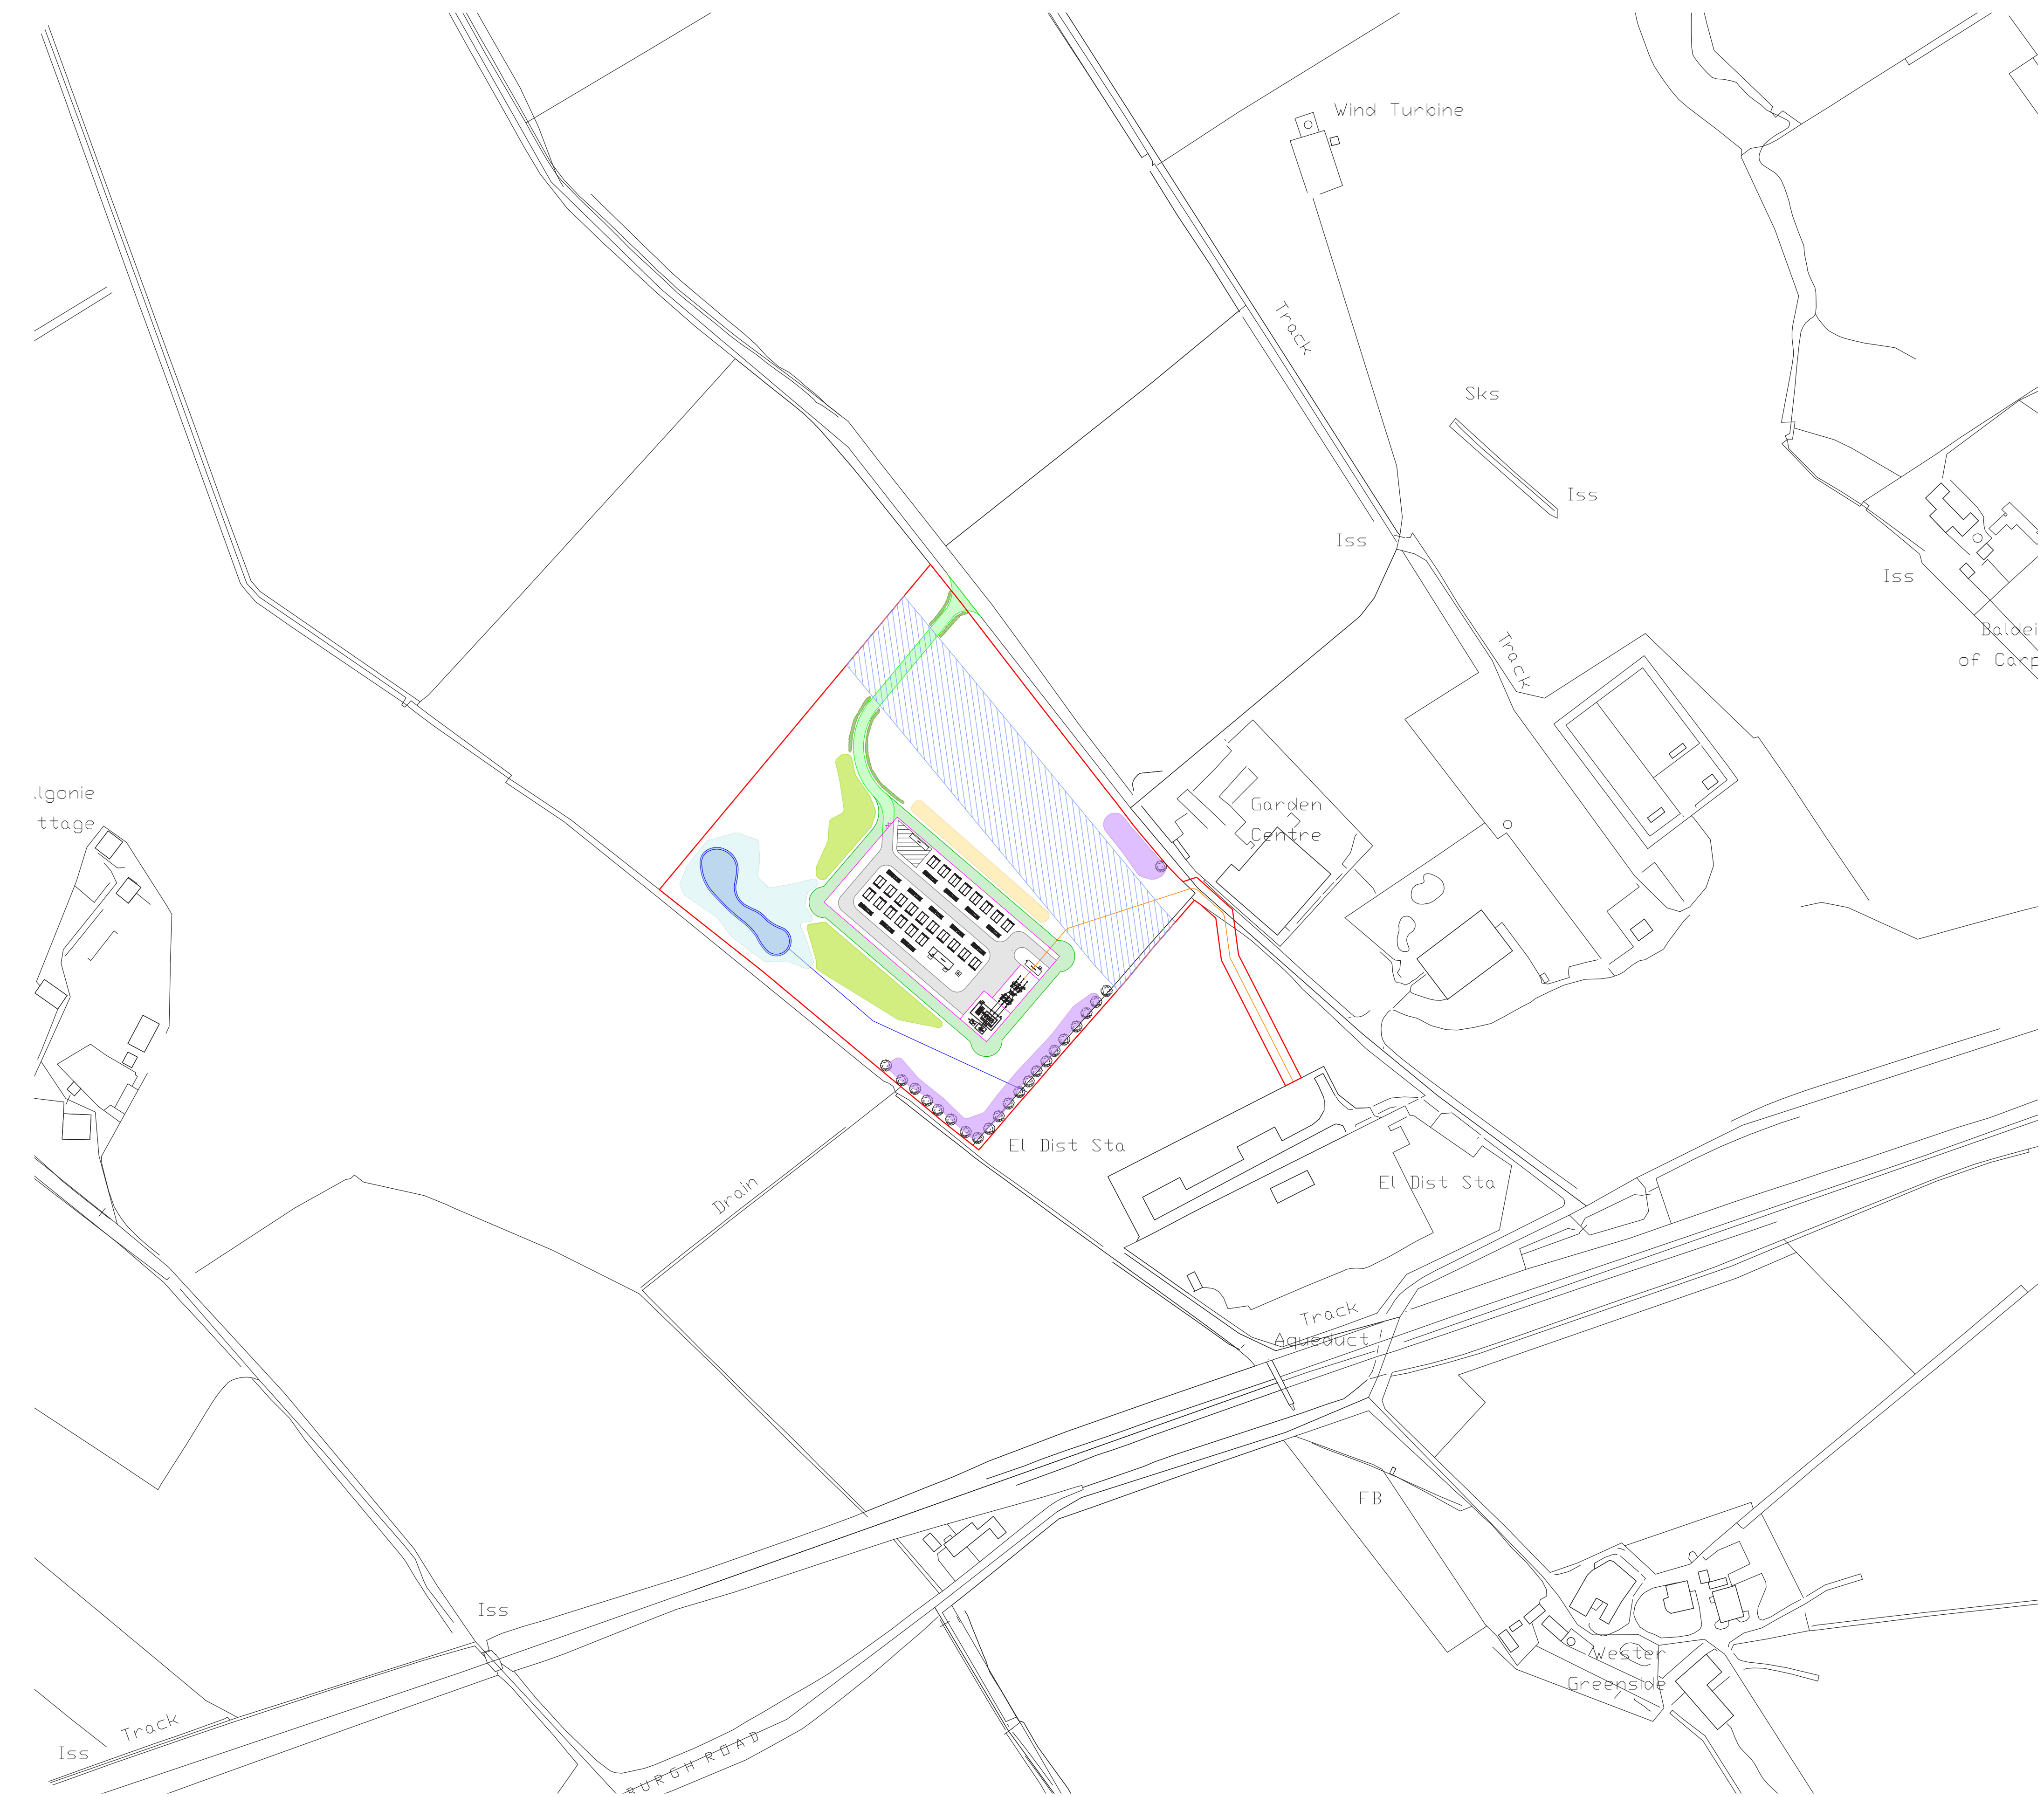 Wind Turbine
Track
Sks
Iss
Iss
Iss
Track
Baldei
of Carp
.lgonie
ttage
Garden
Centre
El Dist Sta
El Dist Sta
Drain
Track
Aqueduct
FB
Iss
Wester
Greenside
Track
Iss
BURGH ROAD